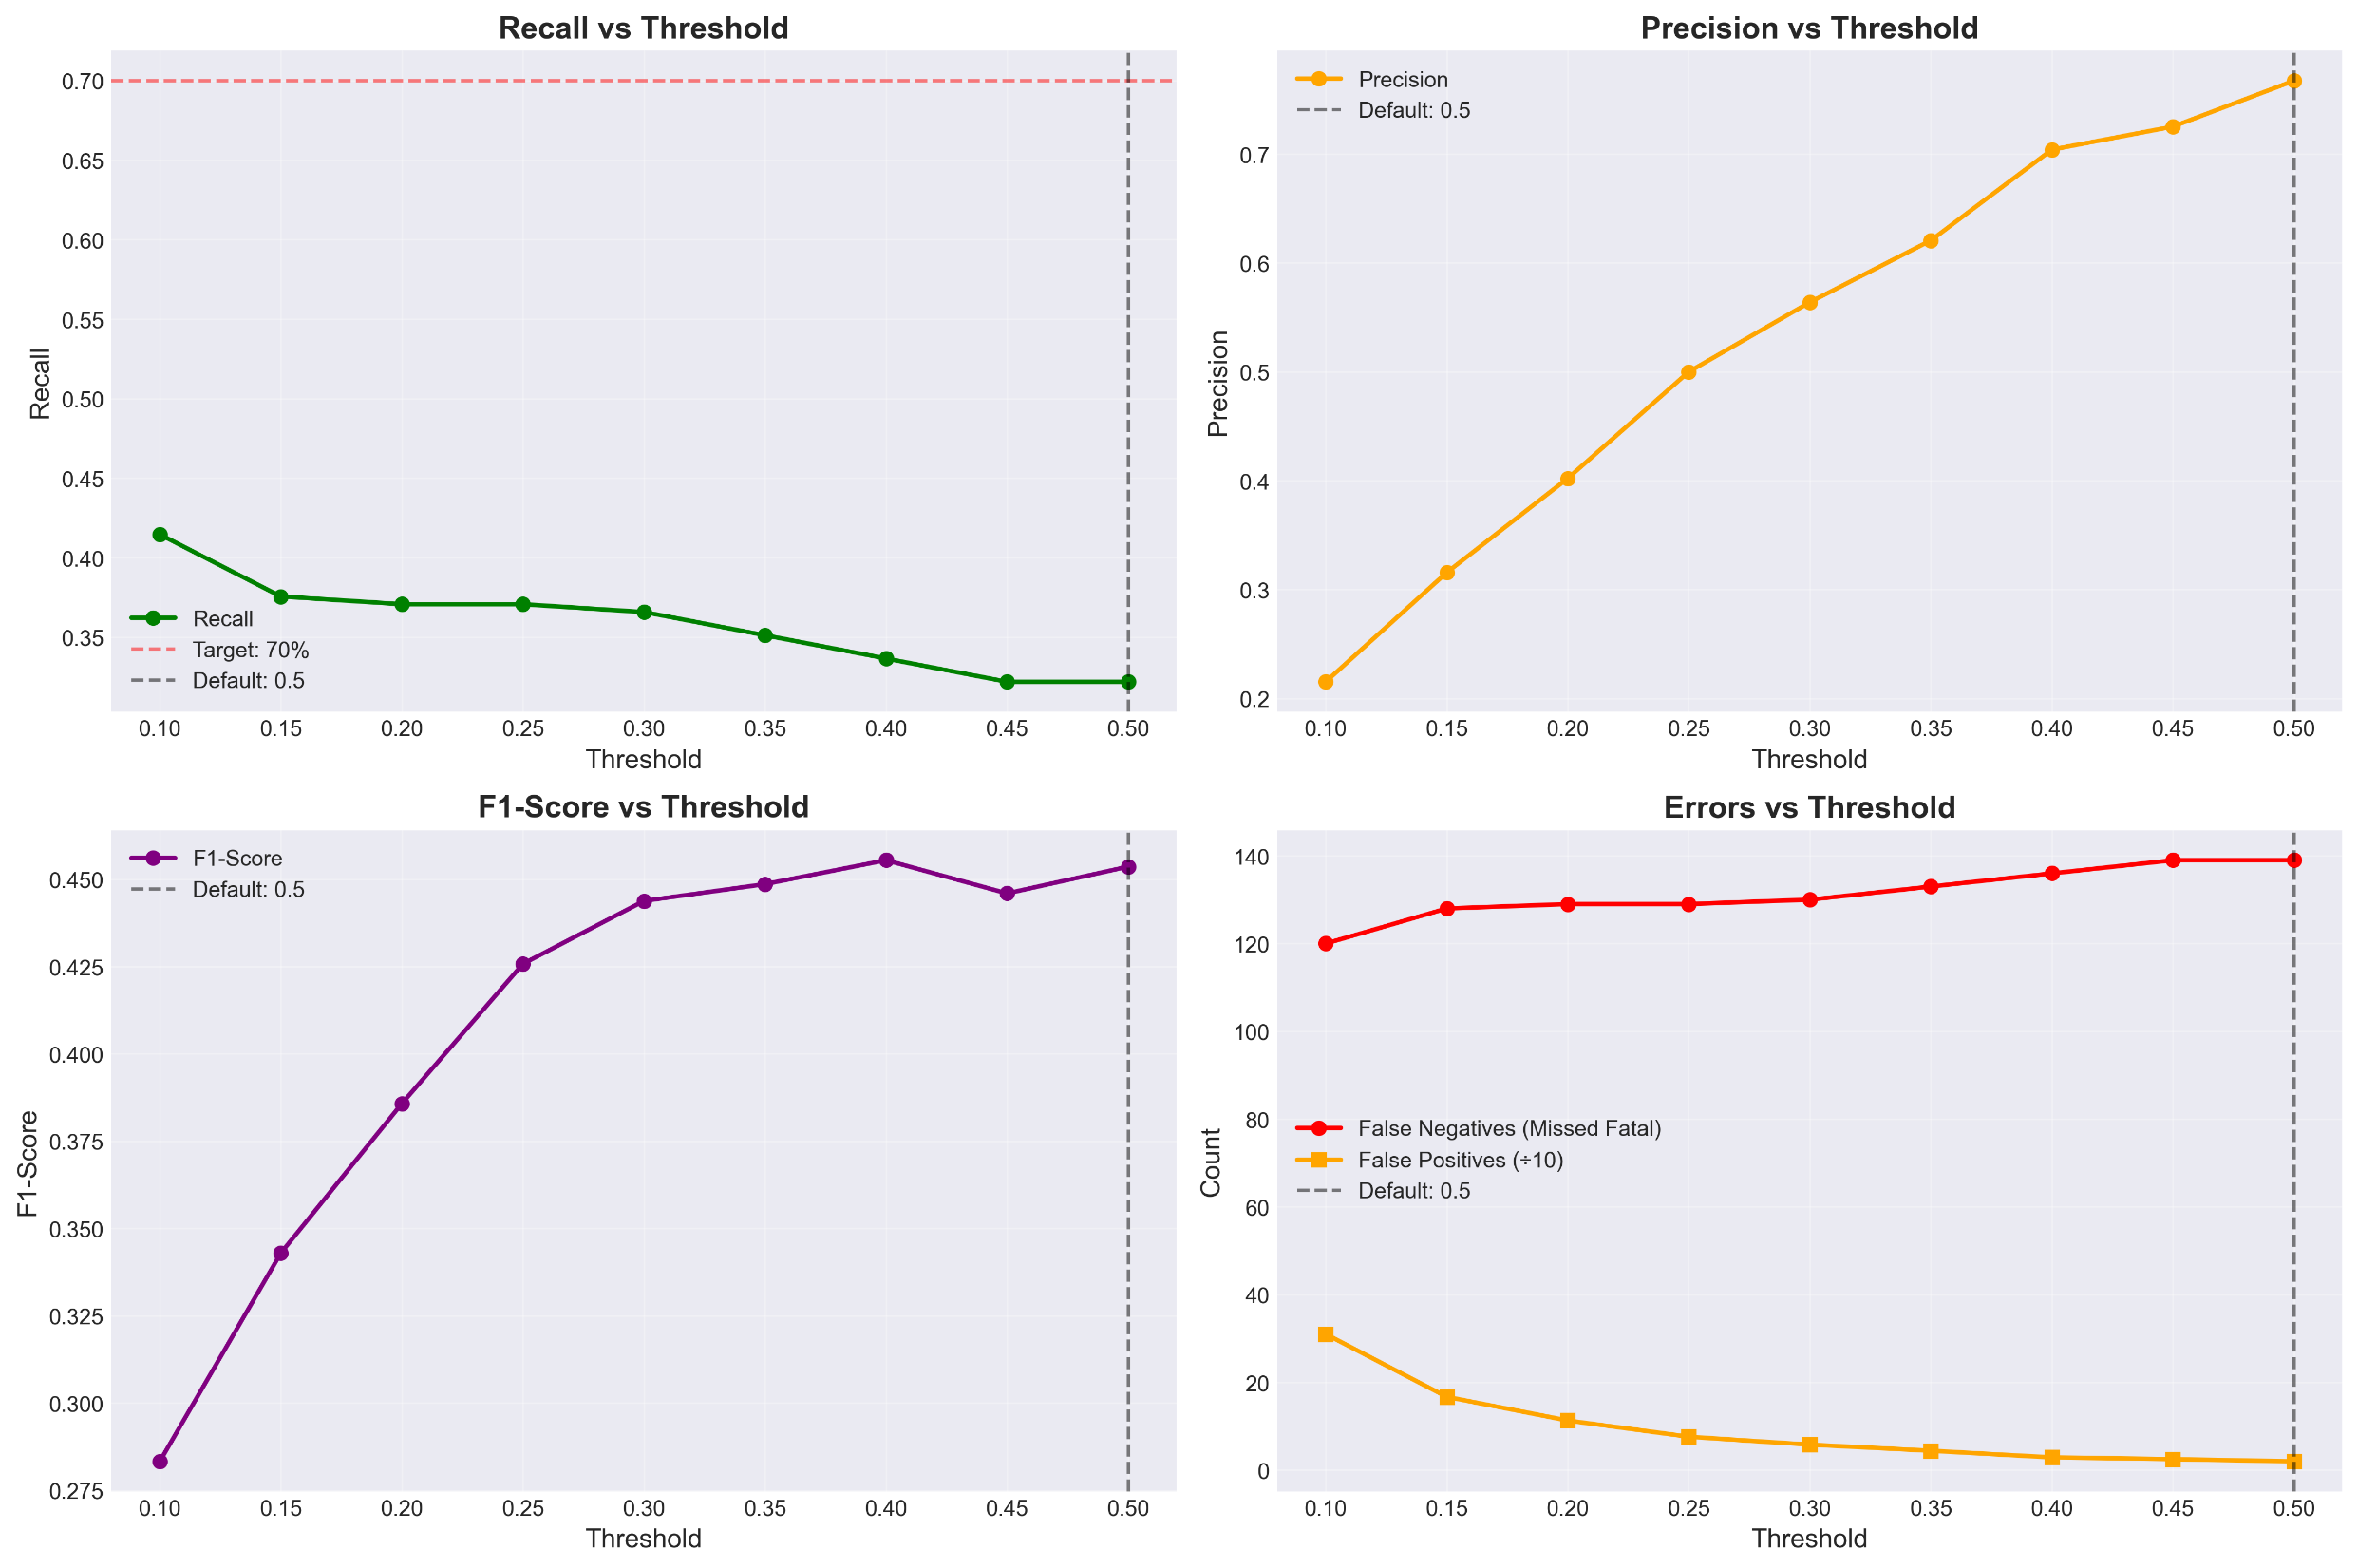 Recall vs Threshold
0.70
0.65
0.60
0.55
0.50
0.45
0.40
0.35
Recall
Recall
Target: 70%
Default: 0.5
0.10 0.15 0.20 0.25 0.30 0.35 0.40 0.45 0.50
Threshold
Precision vs Threshold
Precision
Default: 0.5
0.7
0.6
0.5
0.4
0.3
0.2
Precision
0.10 0.15 0.20 0.25 0.30 0.35 0.40 0.45 0.50
Threshold
F1-Score vs Threshold
F1-Score
Default: 0.5
0.450
0.425
0.400
0.375
0.350
0.325
0.300
0.275
F1-Score
0.10 0.15 0.20 0.25 0.30 0.35 0.40 0.45 0.50
Threshold
Errors vs Threshold
140
120
100
80
60
40
20
0
Count
False Negatives (Missed Fatal)
False Positives (÷10)
Default: 0.5
0.10 0.15 0.20 0.25 0.30 0.35 0.40 0.45 0.50
Threshold